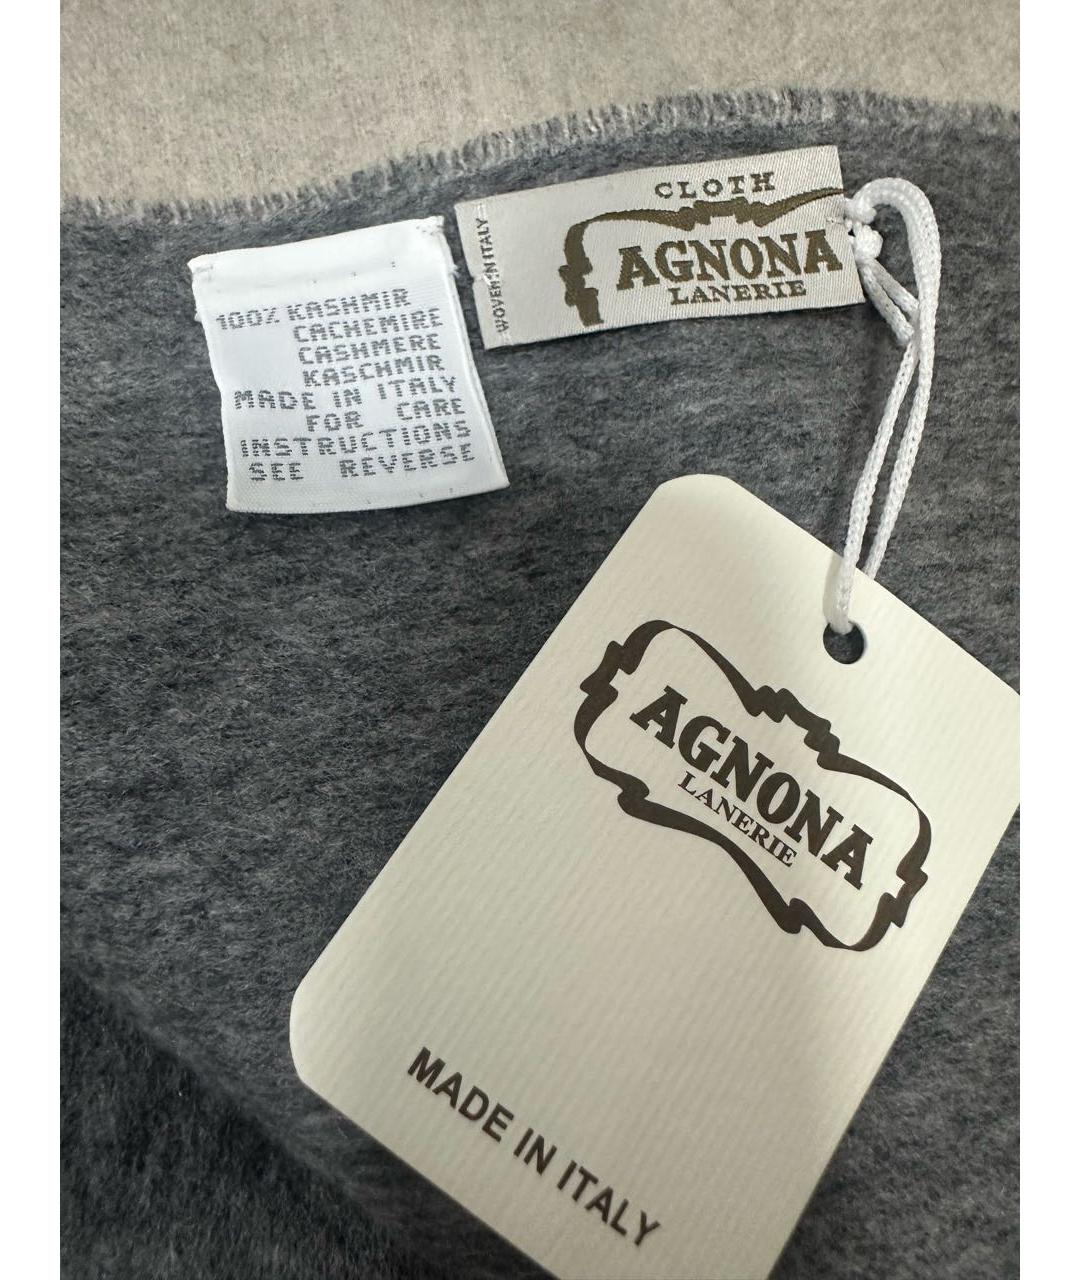 CLOTH
AGNONA
LANERIE
WOVEN IN ITALY
100% KASHMIR
CACHEMIRE
CASHMERE
KASCHMIR
MADE IN ITALY
FOR CARE
INSTRUCTIONS
SEE REVERSE
AGNONA
LANERIE
MADE IN ITALY